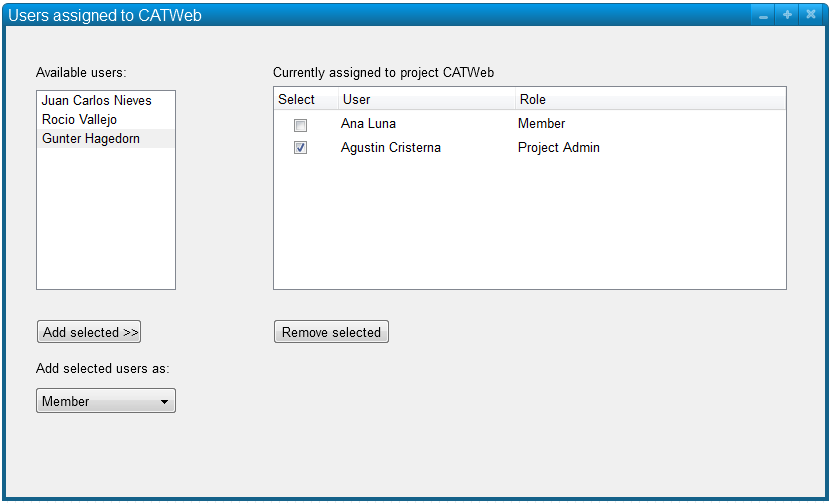 Users assigned to CATWeb
Available users:
Juan Carlos Nieves
Rocio Vallejo
Gunter Hagedorn
Currently assigned to project CATWeb
Select User Role
Ana Luna Member
Agustin Cristerna Project Admin
Add selected >>
Remove selected
Add selected users as:
Member